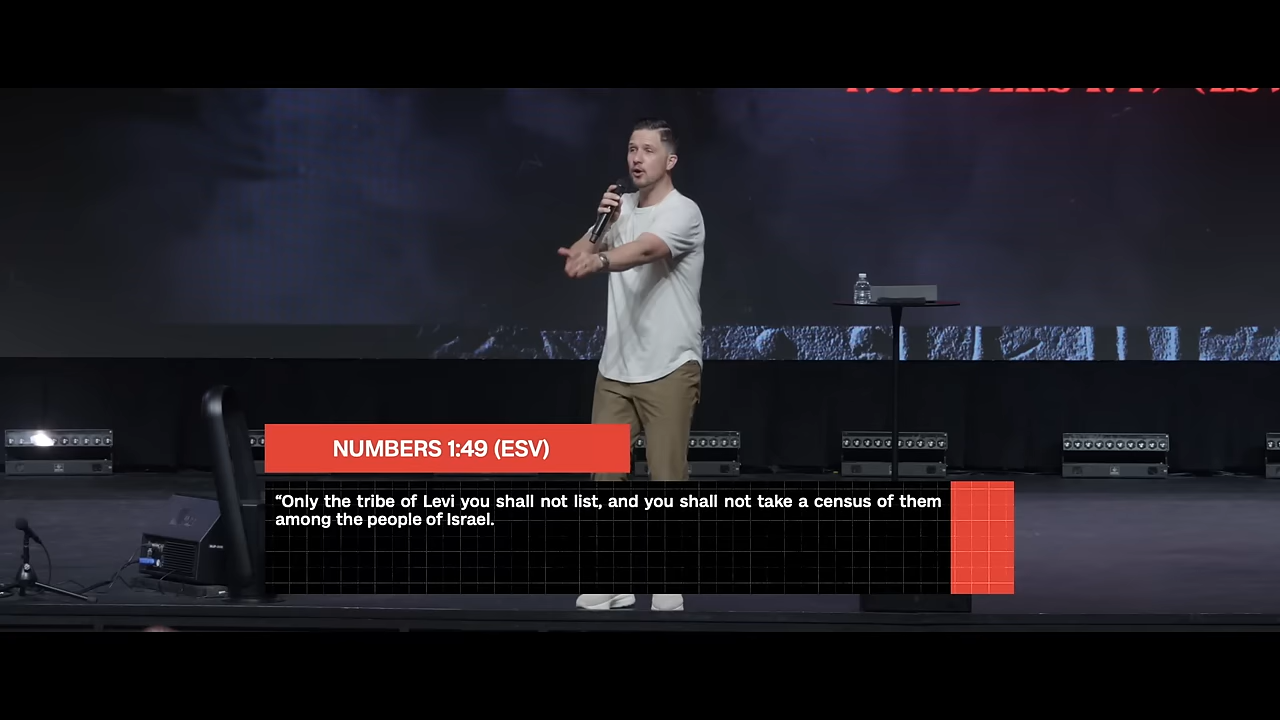 NUMBERS 1:49 (ESV)
“Only the tribe of Levi you shall not list, and you shall not take a census of them
among the people of Israel.